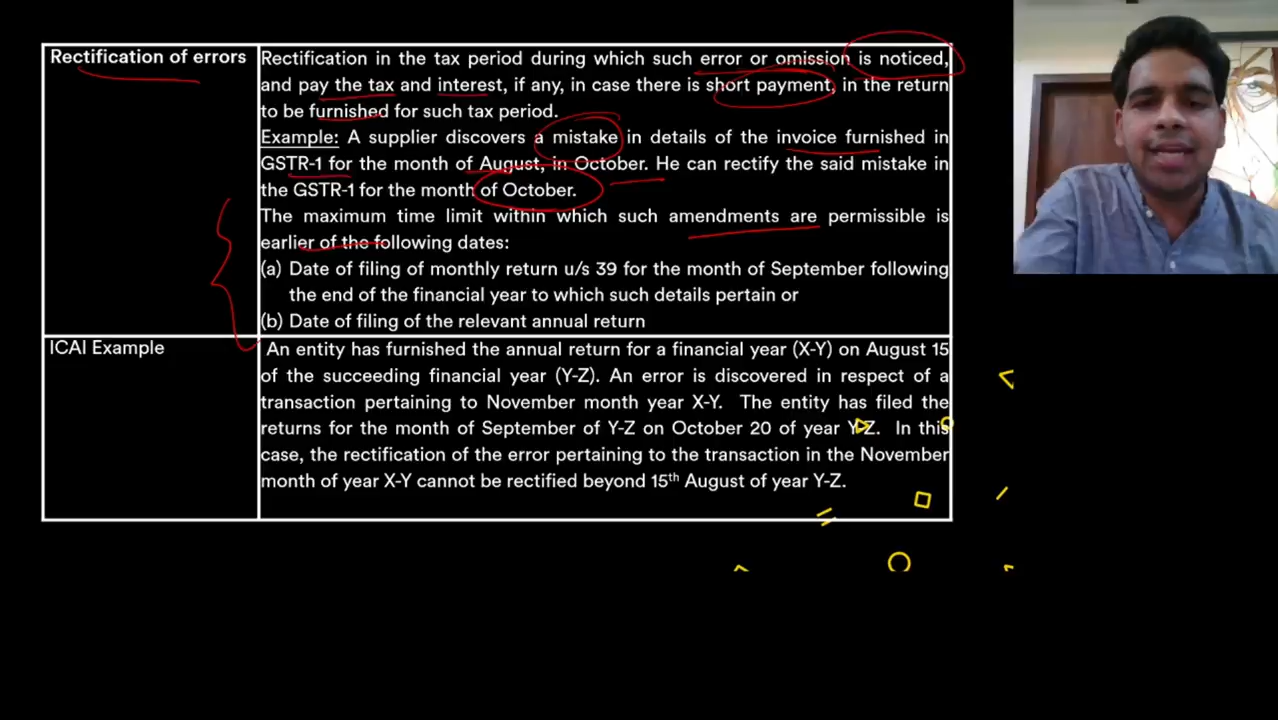 Rectification of errors
Rectification in the tax period during which such error or omission is noticed,
and pay the tax and interest, if any, in case there is short payment, in the return
to be furnished for such tax period.
Example: A supplier discovers a mistake in details of the invoice furnished in
GSTR-1 for the month of August, in October. He can rectify the said mistake in
the GSTR-1 for the month of October.
The maximum time limit within which such amendments are permissible is
earlier of the following dates:
(a) Date of filing of monthly return u/s 39 for the month of September following
the end of the financial year to which such details pertain or
(b) Date of filing of the relevant annual return
ICAI Example
An entity has furnished the annual return for a financial year (X-Y) on August 15
of the succeeding financial year (Y-Z). An error is discovered in respect of a
transaction pertaining to November month year X-Y. The entity has filed the
returns for the month of September of Y-Z on October 20 of year Y-Z. In this
case, the rectification of the error pertaining to the transaction in the November
month of year X-Y cannot be rectified beyond 15th August of year Y-Z.